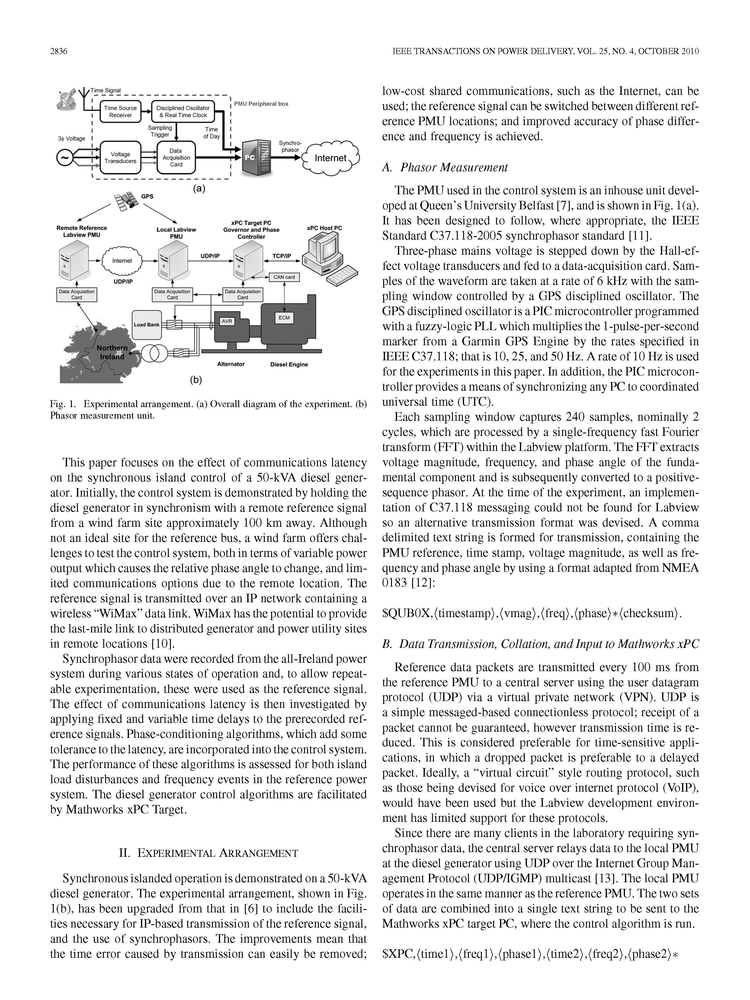 2836
IEEE TRANSACTIONS ON POWER DELIVERY, VOL. 25, NO. 4, OCTOBER 2010
Time Signal
PMU Peripheral box
Time Source
Receiver
Disciplined Oscillator
& Real Time Clock
Sampling
Trigger
Time
of Day
3ϕ Voltage
Voltage
Transducers
Data
Acquisition
Card
PC
Synchro-
phasor
Internet
(a)
GPS
Remote Reference
Labview PMU
Local Labview
PMU
xPC Target PC
Governor and Phase
Controller
xPC Host PC
Internet
UDP/IP
UDP/IP
TCP/IP
CAN card
Data Acquisition
Card
Data Acquisition
Card
Data Acquisition
Card
Load Bank
AVR
ECM
Northern
Ireland
Alternator
Diesel Engine
(b)
Fig. 1. Experimental arrangement. (a) Overall diagram of the experiment. (b)
Phasor measurement unit.
This paper focuses on the effect of communications latency
on the synchronous island control of a 50-kVA diesel gener-
ator. Initially, the control system is demonstrated by holding the
diesel generator in synchronism with a remote reference signal
from a wind farm site approximately 100 km away. Although
not an ideal site for the reference bus, a wind farm offers chal-
lenges to test the control system, both in terms of variable power
output which causes the relative phase angle to change, and lim-
ited communications options due to the remote location. The
reference signal is transmitted over an IP network containing a
wireless “WiMax” data link. WiMax has the potential to provide
the last-mile link to distributed generator and power utility sites
in remote locations [10].
Synchrophasor data were recorded from the all-Ireland power
system during various states of operation and, to allow repeat-
able experimentation, these were used as the reference signal.
The effect of communications latency is then investigated by
applying fixed and variable time delays to the prerecorded ref-
erence signals. Phase-conditioning algorithms, which add some
tolerance to the latency, are incorporated into the control system.
The performance of these algorithms is assessed for both island
load disturbances and frequency events in the reference power
system. The diesel generator control algorithms are facilitated
by Mathworks xPC Target.
II. EXPERIMENTAL ARRANGEMENT
Synchronous islanded operation is demonstrated on a 50-kVA
diesel generator. The experimental arrangement, shown in Fig.
1(b), has been upgraded from that in [6] to include the facili-
ties necessary for IP-based transmission of the reference signal,
and the use of synchrophasors. The improvements mean that
the time error caused by transmission can easily be removed;
low-cost shared communications, such as the Internet, can be
used; the reference signal can be switched between different ref-
erence PMU locations; and improved accuracy of phase differ-
ence and frequency is achieved.
A. Phasor Measurement
The PMU used in the control system is an inhouse unit devel-
oped at Queen’s University Belfast [7], and is shown in Fig. 1(a).
It has been designed to follow, where appropriate, the IEEE
Standard C37.118-2005 synchrophasor standard [11].
Three-phase mains voltage is stepped down by the Hall-ef-
fect voltage transducers and fed to a data-acquisition card. Sam-
ples of the waveform are taken at a rate of 6 kHz with the sam-
pling window controlled by a GPS disciplined oscillator. The
GPS disciplined oscillator is a PIC microcontroller programmed
with a fuzzy-logic PLL which multiplies the 1-pulse-per-second
marker from a Garmin GPS Engine by the rates specified in
IEEE C37.118; that is 10, 25, and 50 Hz. A rate of 10 Hz is used
for the experiments in this paper. In addition, the PIC microcon-
troller provides a means of synchronizing any PC to coordinated
universal time (UTC).
Each sampling window captures 240 samples, nominally 2
cycles, which are processed by a single-frequency fast Fourier
transform (FFT) within the Labview platform. The FFT extracts
voltage magnitude, frequency, and phase angle of the funda-
mental component and is subsequently converted to a positive-
sequence phasor. At the time of the experiment, an implemen-
tation of C37.118 messaging could not be found for Labview
so an alternative transmission format was devised. A comma
delimited text string is formed for transmission, containing the
PMU reference, time stamp, voltage magnitude, as well as fre-
quency and phase angle by using a format adapted from NMEA
0183 [12]:
$QUB0X,⟨timestamp⟩,⟨vmag⟩,⟨freq⟩,⟨phase⟩∗⟨checksum⟩.
B. Data Transmission, Collation, and Input to Mathworks xPC
Reference data packets are transmitted every 100 ms from
the reference PMU to a central server using the user datagram
protocol (UDP) via a virtual private network (VPN). UDP is
a simple messaged-based connectionless protocol; receipt of a
packet cannot be guaranteed, however transmission time is re-
duced. This is considered preferable for time-sensitive appli-
cations, in which a dropped packet is preferable to a delayed
packet. Ideally, a “virtual circuit” style routing protocol, such
as those being devised for voice over internet protocol (VoIP),
would have been used but the Labview development environ-
ment has limited support for these protocols.
Since there are many clients in the laboratory requiring syn-
chrophasor data, the central server relays data to the local PMU
at the diesel generator using UDP over the Internet Group Man-
agement Protocol (UDP/IGMP) multicast [13]. The local PMU
operates in the same manner as the reference PMU. The two sets
of data are combined into a single text string to be sent to the
Mathworks xPC target PC, where the control algorithm is run.
$XPC,⟨time1⟩,⟨freq1⟩,⟨phase1⟩,⟨time2⟩,⟨freq2⟩,⟨phase2⟩∗